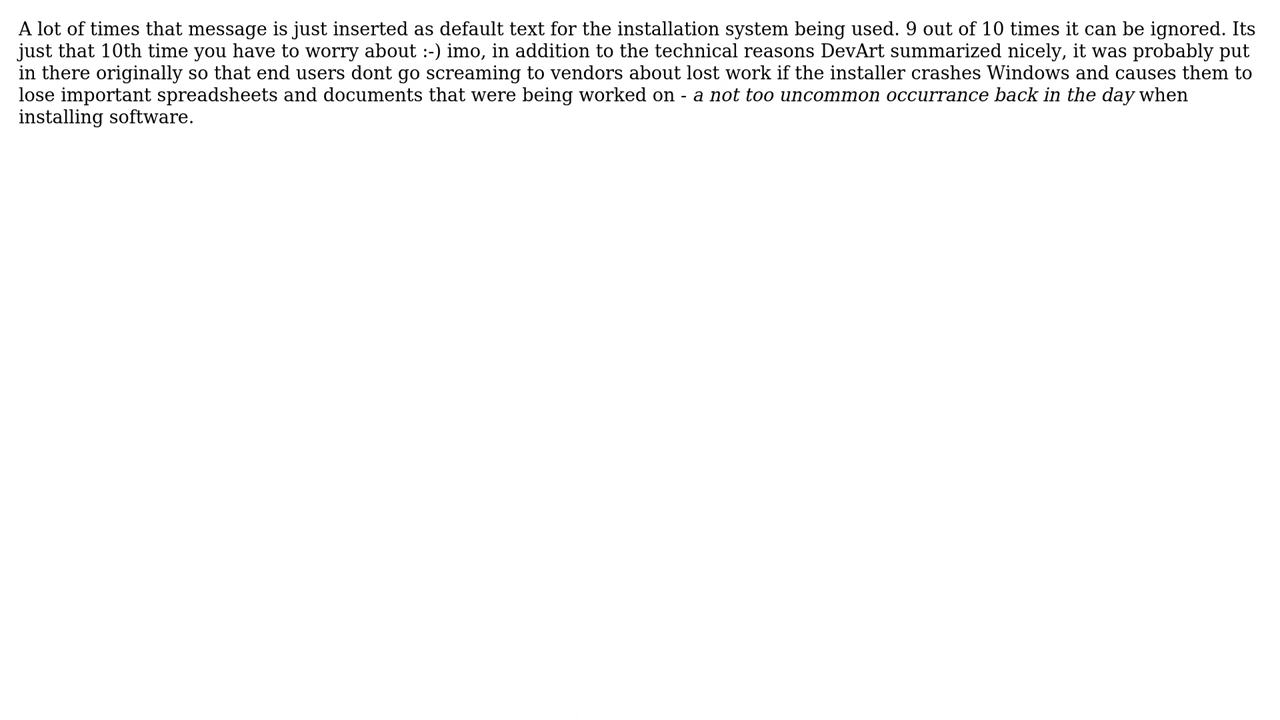 A lot of times that message is just inserted as default text for the installation system being used. 9 out of 10 times it can be ignored. Its
just that 10th time you have to worry about :-) imo, in addition to the technical reasons DevArt summarized nicely, it was probably put
in there originally so that end users dont go screaming to vendors about lost work if the installer crashes Windows and causes them to
lose important spreadsheets and documents that were being worked on - a not too uncommon occurrance back in the day when
installing software.